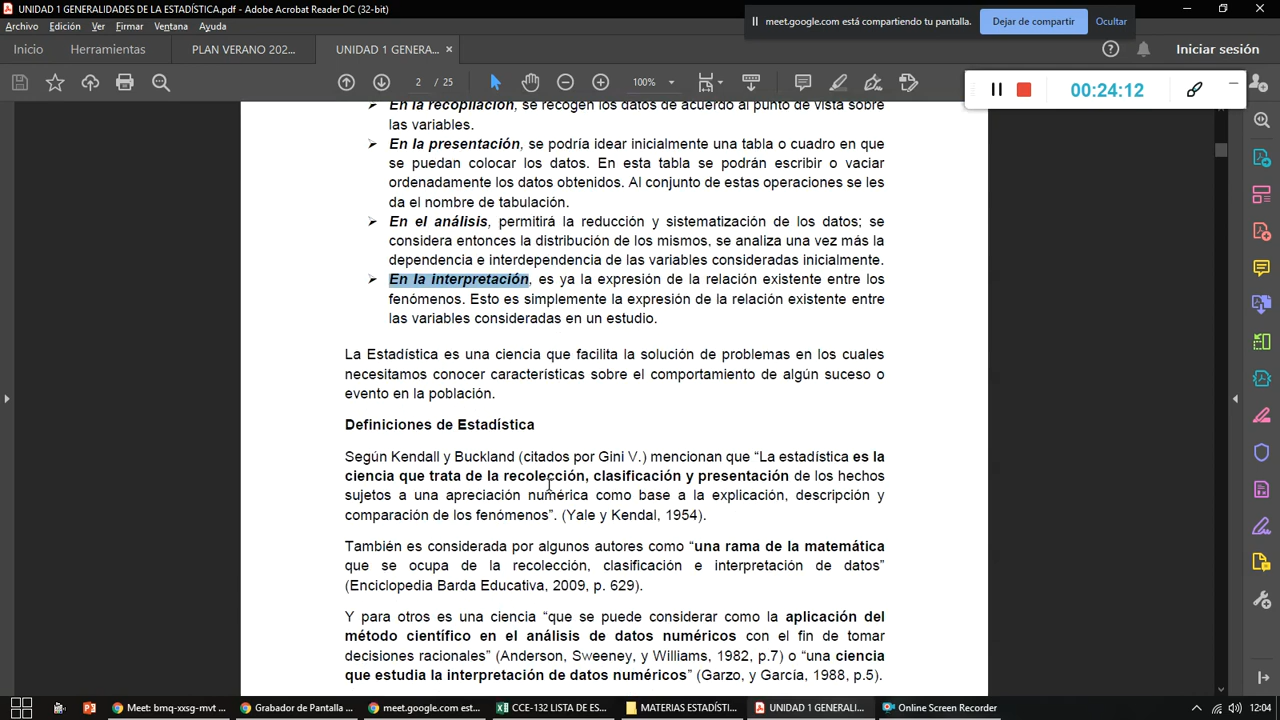 UNIDAD 1 GENERALIDADES DE LA ESTADÍSTICA.pdf - Adobe Acrobat Reader DC (32-bit)
meet.google.com está compartiendo tu pantalla.
Dejar de compartir
Ocultar
Archivo Edición Ver Firmar Ventana Ayuda
Inicio Herramientas PLAN VERANO 202... UNIDAD 1 GENERA... × Iniciar sesión
2 / 25 100%
00:24:12
En la recopilación, se recogen los datos de acuerdo al punto de vista sobre
las variables.
En la presentación, se podría idear inicialmente una tabla o cuadro en que
se puedan colocar los datos. En esta tabla se podrán escribir o vaciar
ordenadamente los datos obtenidos. Al conjunto de estas operaciones se les
da el nombre de tabulación.
En el análisis, permitirá la reducción y sistematización de los datos; se
considera entonces la distribución de los mismos, se analiza una vez más la
dependencia e interdependencia de las variables consideradas inicialmente.
En la interpretación, es ya la expresión de la relación existente entre los
fenómenos. Esto es simplemente la expresión de la relación existente entre
las variables consideradas en un estudio.
La Estadística es una ciencia que facilita la solución de problemas en los cuales
necesitamos conocer características sobre el comportamiento de algún suceso o
evento en la población.
Definiciones de Estadística
Según Kendall y Buckland (citados por Gini V.) mencionan que “La estadística es la
ciencia que trata de la recolección, clasificación y presentación de los hechos
sujetos a una apreciación numérica como base a la explicación, descripción y
comparación de los fenómenos”. (Yale y Kendal, 1954).
También es considerada por algunos autores como “una rama de la matemática
que se ocupa de la recolección, clasificación e interpretación de datos”
(Enciclopedia Barda Educativa, 2009, p. 629).
Y para otros es una ciencia “que se puede considerar como la aplicación del
método científico en el análisis de datos numéricos con el fin de tomar
decisiones racionales” (Anderson, Sweeney, y Williams, 1982, p.7) o “una ciencia
que estudia la interpretación de datos numéricos” (Garzo, y García, 1988, p.5).
Meet: bmq-xxsg-mvt ... Grabador de Pantalla ... meet.google.com est... CCE-132 LISTA DE ES... MATERIAS ESTADÍST... UNIDAD 1 GENERALI... Online Screen Recorder 12:04